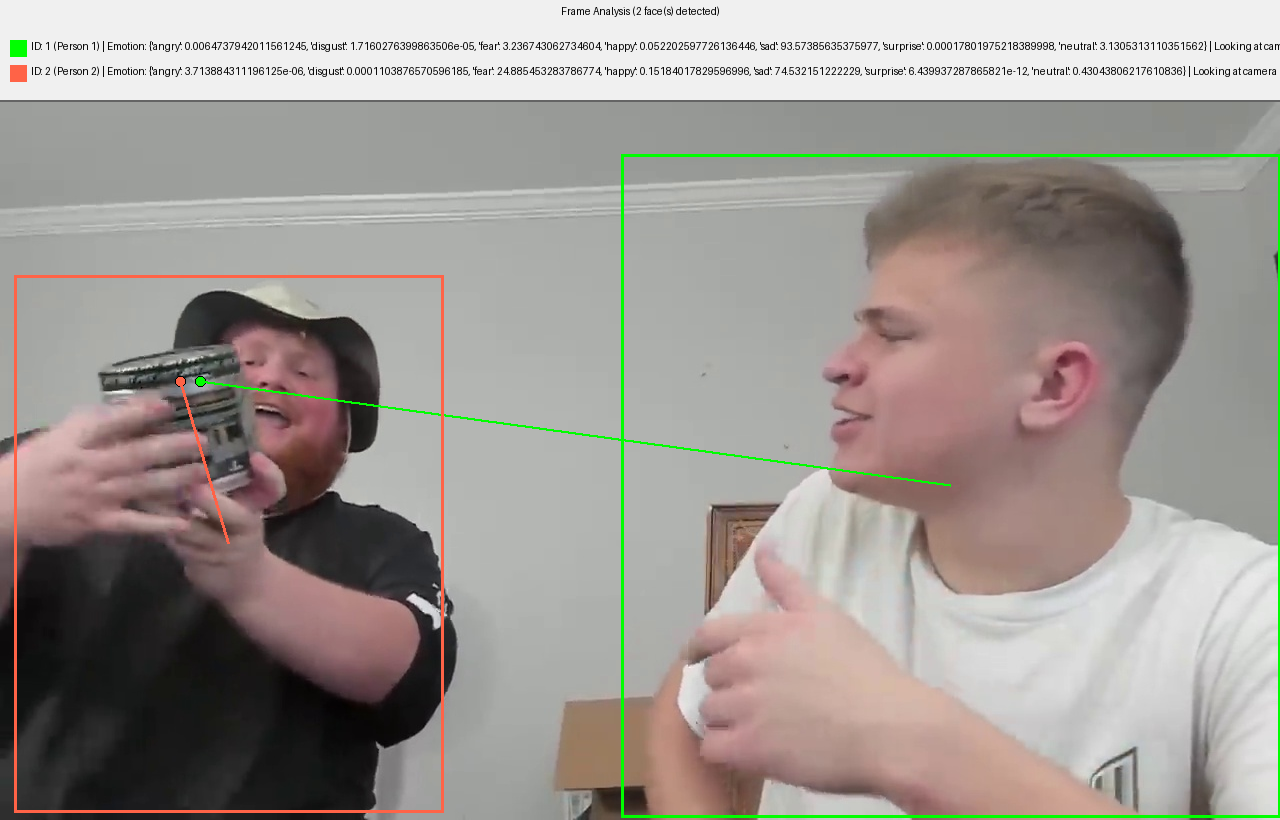 Frame Analysis (2 face(s) detected)
ID: 1 (Person 1) | Emotion: {'angry': 0.0064737942011561245, 'disgust': 1.7160276399863506e-05, 'fear': 3.236743062734604, 'happy': 0.052202597726136446, 'sad': 93.57385635375977, 'surprise': 0.00017801975218389998, 'neutral': 3.1305313110351562} | Looking at cam
ID: 2 (Person 2) | Emotion: {'angry': 3.713884311196125e-06, 'disgust': 0.0001103876570596185, 'fear': 24.885453283786774, 'happy': 0.15184017829596996, 'sad': 74.532151222229, 'surprise': 6.439937287865821e-12, 'neutral': 0.43043806217610836} | Looking at camera